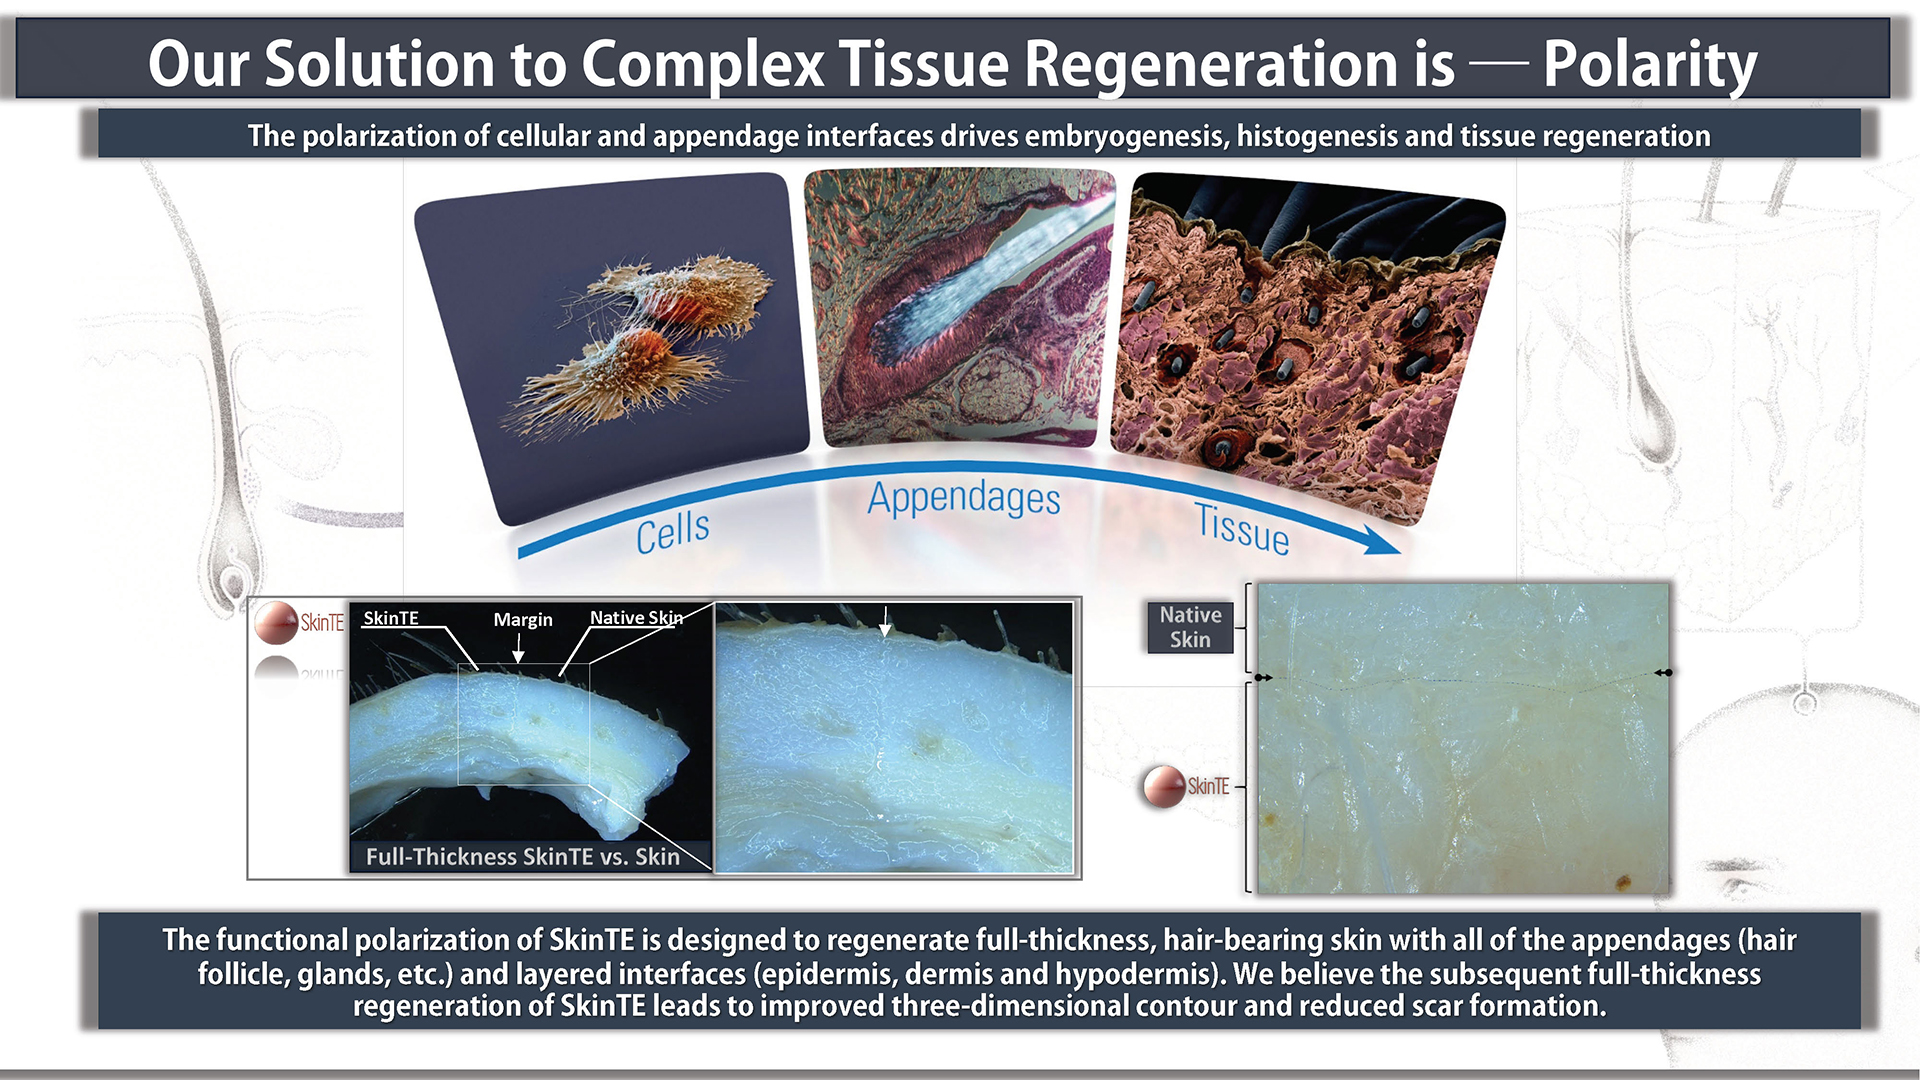 Our Solution to Complex Tissue Regeneration is — Polarity
The polarization of cellular and appendage interfaces drives embryogenesis, histogenesis and tissue regeneration
Cells
Appendages
Tissue
SkinTE
SkinTE
Margin
Native Skin
Full-Thickness SkinTE vs. Skin
Native
Skin
SkinTE
The functional polarization of SkinTE is designed to regenerate full-thickness, hair-bearing skin with all of the appendages (hair
follicle, glands, etc.) and layered interfaces (epidermis, dermis and hypodermis). We believe the subsequent full-thickness
regeneration of SkinTE leads to improved three-dimensional contour and reduced scar formation.